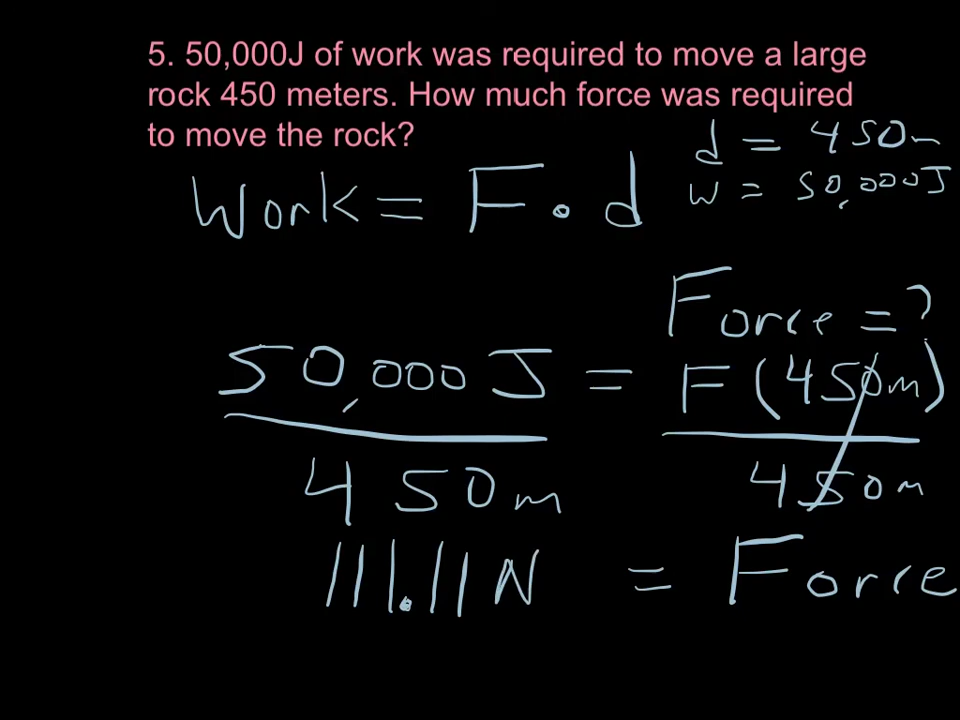 5. 50,000J of work was required to move a large
rock 450 meters. How much force was required
to move the rock?
d = 450m
W = 50,000J
Work = F • d
Force = ?
50,000 J = F (450m)
450m 450m
111.11N = Force